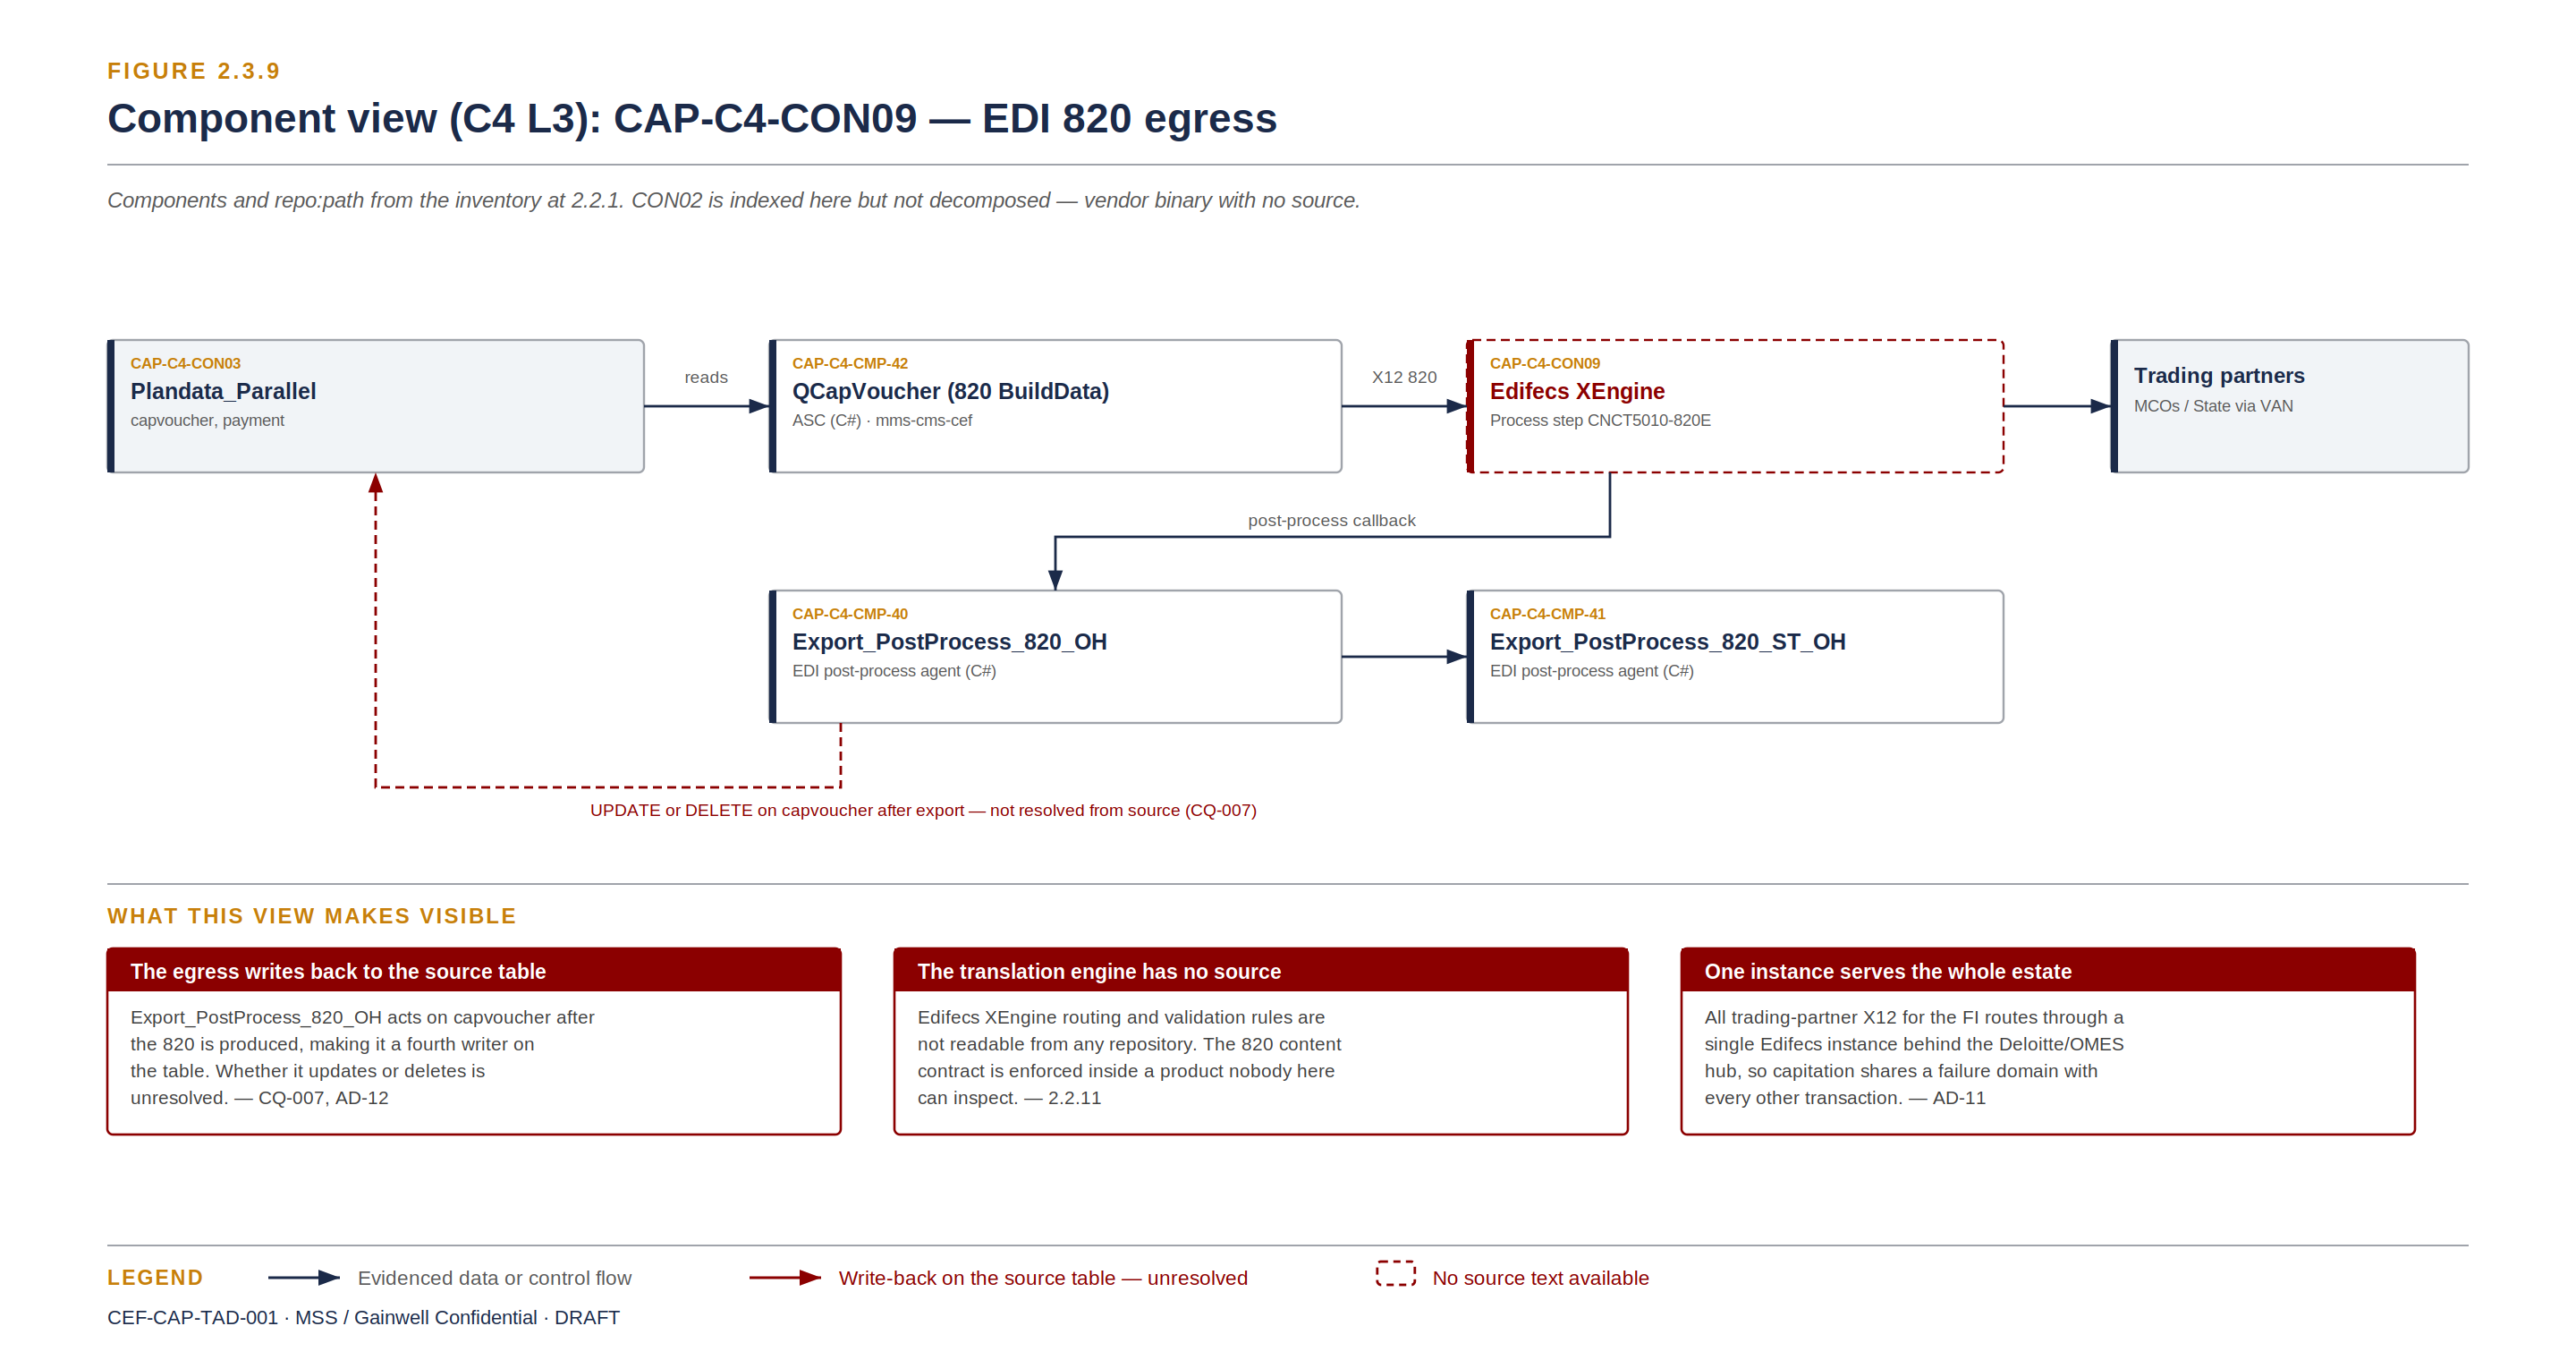 FIGURE 2.3.9
Component view (C4 L3): CAP-C4-CON09 — EDI 820 egress
Components and repo:path from the inventory at 2.2.1. CON02 is indexed here but not decomposed — vendor binary with no source.
CAP-C4-CON03
Plandata_Parallel
capvoucher, payment
reads
CAP-C4-CMP-42
QCapVoucher (820 BuildData)
ASC (C#) · mms-cms-cef
X12 820
CAP-C4-CON09
Edifecs XEngine
Process step CNCT5010-820E
Trading partners
MCOs / State via VAN
post-process callback
CAP-C4-CMP-40
Export_PostProcess_820_OH
EDI post-process agent (C#)
CAP-C4-CMP-41
Export_PostProcess_820_ST_OH
EDI post-process agent (C#)
UPDATE or DELETE on capvoucher after export — not resolved from source (CQ-007)
WHAT THIS VIEW MAKES VISIBLE
The egress writes back to the source table
Export_PostProcess_820_OH acts on capvoucher after
the 820 is produced, making it a fourth writer on
the table. Whether it updates or deletes is
unresolved. — CQ-007, AD-12
The translation engine has no source
Edifecs XEngine routing and validation rules are
not readable from any repository. The 820 content
contract is enforced inside a product nobody here
can inspect. — 2.2.11
One instance serves the whole estate
All trading-partner X12 for the FI routes through a
single Edifecs instance behind the Deloitte/OMES
hub, so capitation shares a failure domain with
every other transaction. — AD-11
LEGEND
Evidenced data or control flow
Write-back on the source table — unresolved
No source text available
CEF-CAP-TAD-001 · MSS / Gainwell Confidential · DRAFT